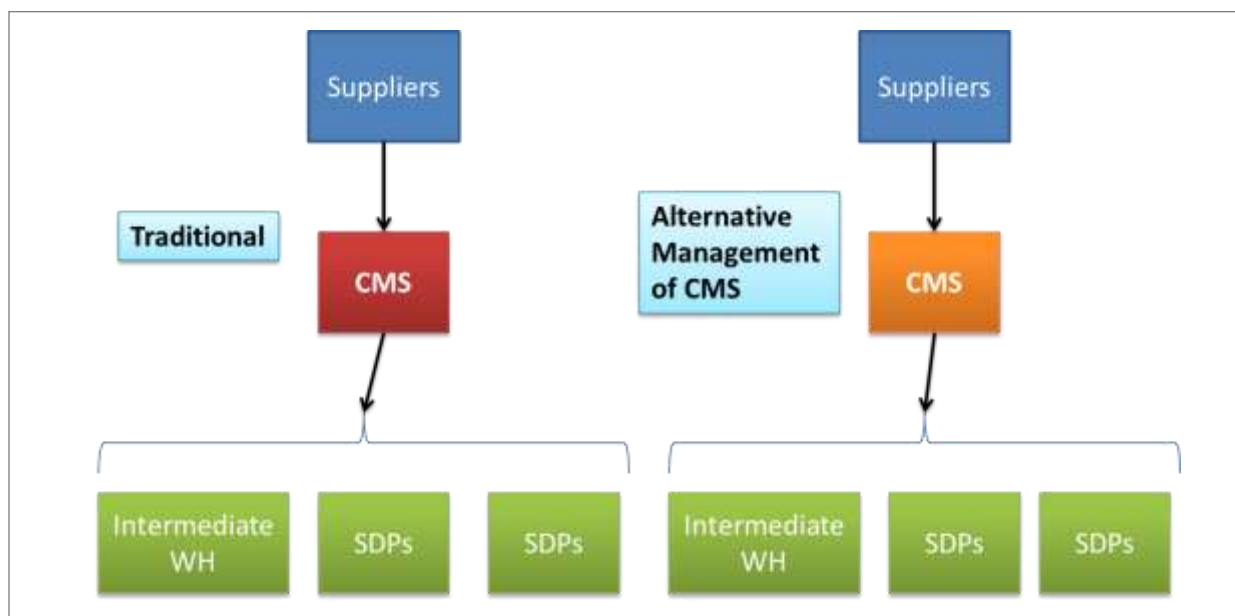 Suppliers
Suppliers
Traditional
Alternative
Management
of CMS
CMS
CMS
Intermediate
WH
SDPs
SDPs
Intermediate
WH
SDPs
SDPs